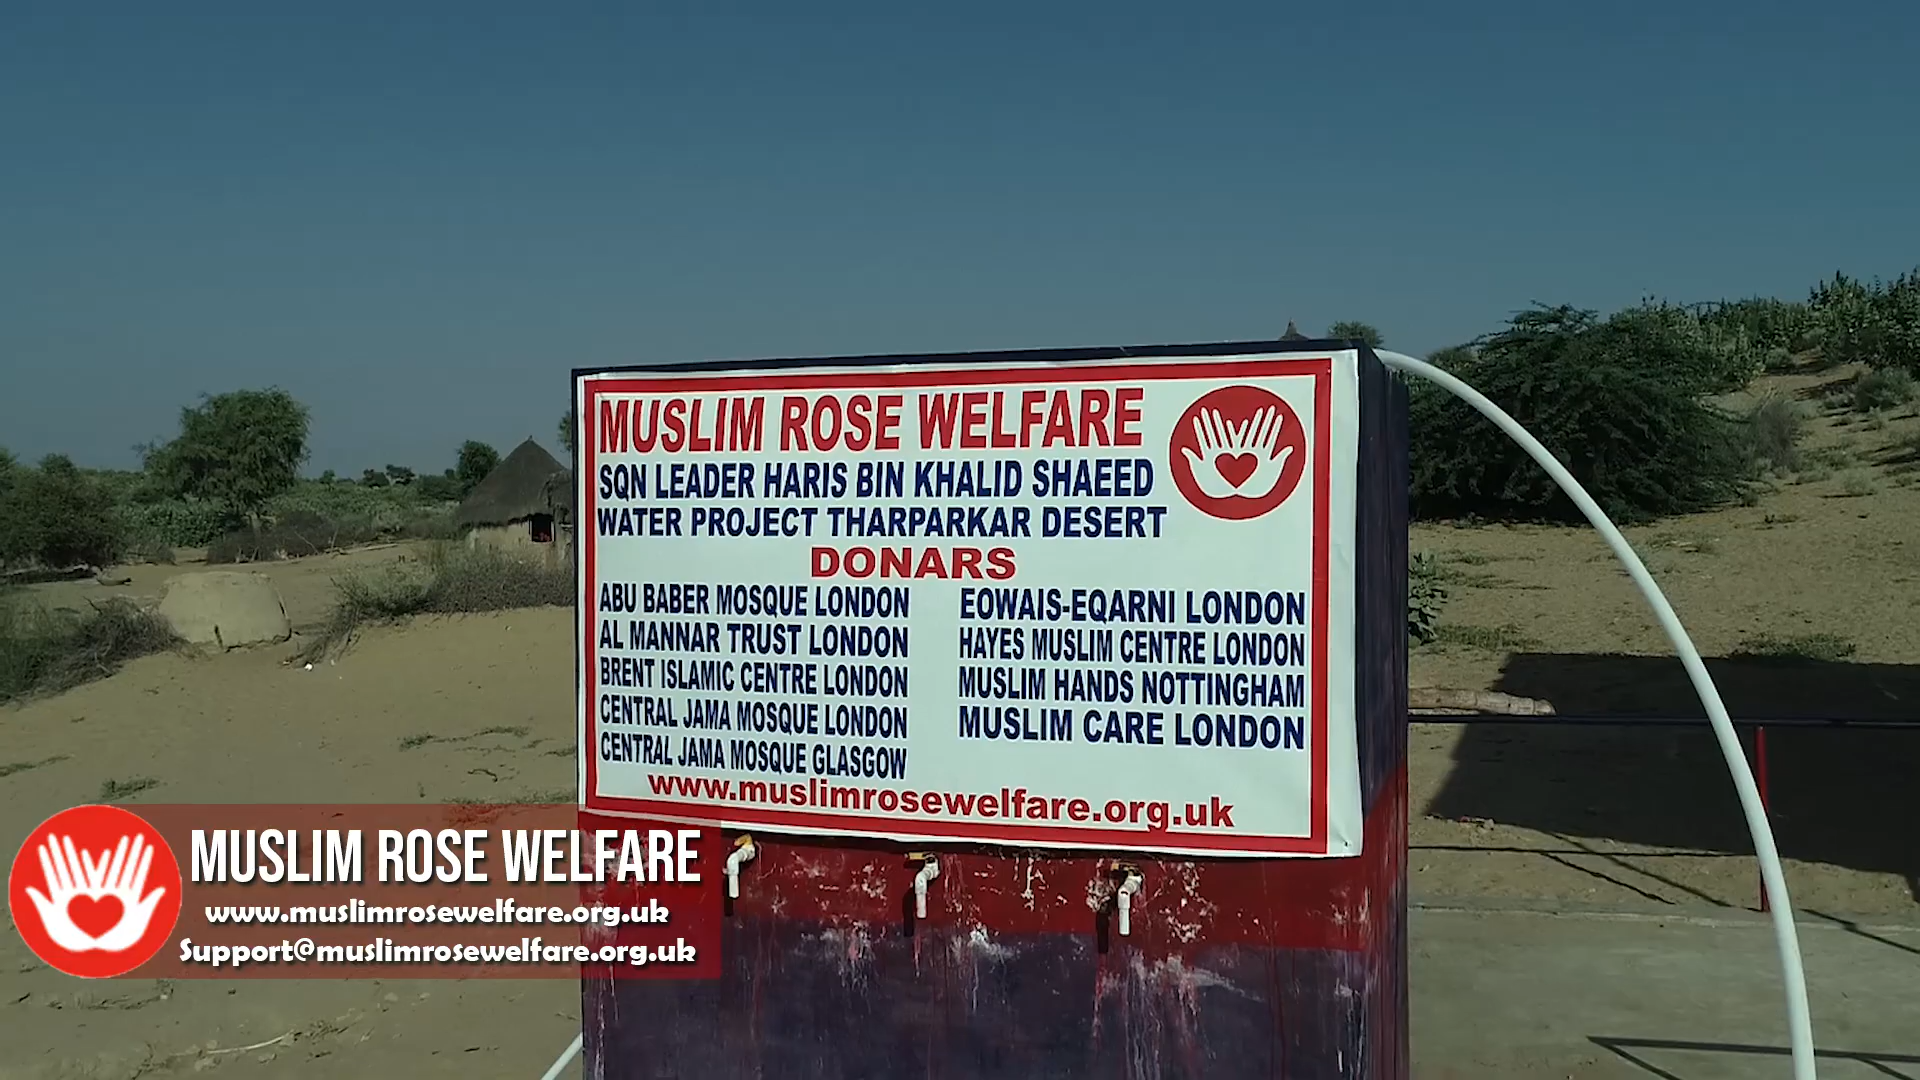 MUSLIM ROSE WELFARE
SQN LEADER HARIS BIN KHALID SHAEED
WATER PROJECT THARPARKAR DESERT
DONARS
ABU BABER MOSQUE LONDON
AL MANNAR TRUST LONDON
BRENT ISLAMIC CENTRE LONDON
CENTRAL JAMA MOSQUE LONDON
CENTRAL JAMA MOSQUE GLASGOW
EOWAIS-EQARNI LONDON
HAYES MUSLIM CENTRE LONDON
MUSLIM HANDS NOTTINGHAM
MUSLIM CARE LONDON
www.muslimrosewelfare.org.uk
MUSLIM ROSE WELFARE
www.muslimrosewelfare.org.uk
Support@muslimrosewelfare.org.uk